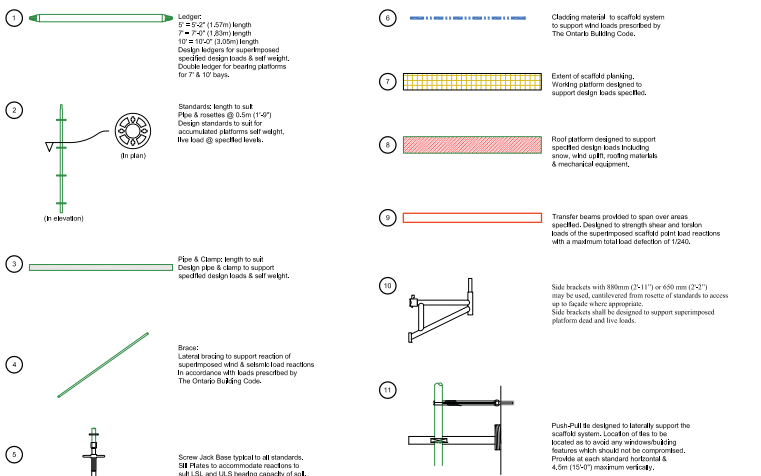 1
Ledger:
5' = 5'-2" (1.57m) length
7' = 7'-0" (1.83m) length
10' = 10'-0" (3.05m) length
Design ledgers for superimposed
specified design loads & self weight.
Double ledger for bearing platforms
for 7' & 10' bays.
2
Standards: length to suit
Pipe & rosettes @ 0.5m (1'-9")
Design standards to suit for
accumulated platforms self weight,
live load @ specified levels.
(In plan)
(In elevation)
3
Pipe & Clamp: length to suit
Design pipe & clamp to support
specified design loads & self weight.
4
Brace:
Lateral bracing to support reaction of
superimposed wind & seismic load reactions
In accordance with loads prescribed by
The Ontario Building Code.
5
Screw Jack Base typical to all standards.
Sill Plates to accommodate reactions to
suit LSL and ULS bearing capacity of soil.
6
Cladding material to scaffold system
to support wind loads prescribed by
The Ontario Building Code.
7
Extent of scaffold planking.
Working platform designed to
support design loads specified.
8
Roof platform designed to support
specified design loads including
snow, wind uplift, roofing materials
& mechanical equipment.
9
Transfer beams provided to span over areas
specified. Designed to strength shear and torsion
loads of the superimposed scaffold point load reactions
with a maximum total load defection of 1/240.
10
Side brackets with 880mm (2'-11") or 650 mm (2'-2")
may be used, cantilevered from rosette of standards to access
up to façade where appropriate.
Side brackets shall be designed to support superimposed
platform dead and live loads.
11
Push-Pull tie designed to laterally support the
scaffold system. Location of ties to be
located as to avoid any windows/building
features which should not be compromised.
Provide at each standard horizontal &
4.5m (15'-0") maximum vertically.